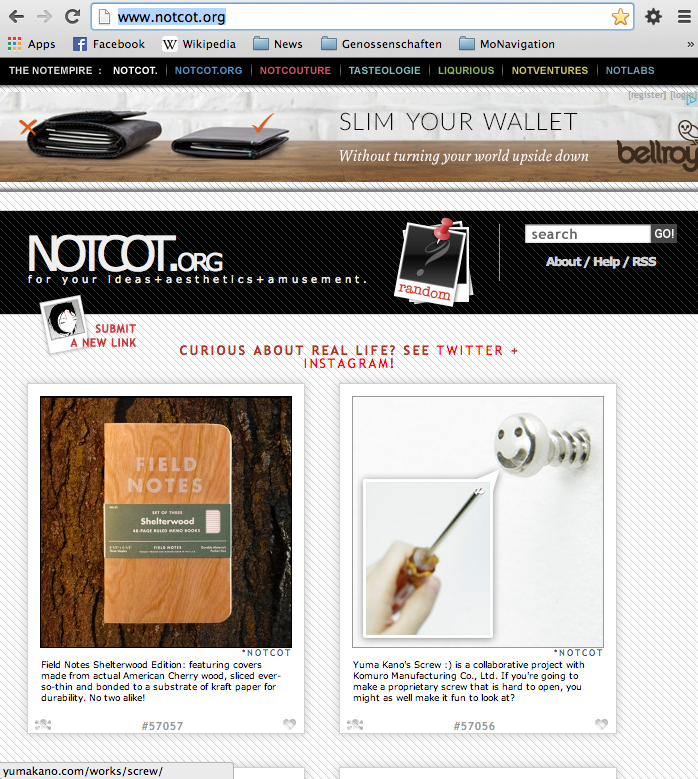 www.notcot.org
Apps Facebook Wikipedia News Genossenschaften MoNavigation »
THE NOTEMPIRE : NOTCOT. NOTCOT.ORG NOTCOUTURE TASTEOLOGIE LIQURIOUS NOTVENTURES NOTLABS
[register] [login]
SLIM YOUR WALLET
Without turning your world upside down
bellroy
NOTCOT.ORG
for your ideas+aesthetics+amusement.
?
random
search GO!
About / Help / RSS
SUBMIT
A NEW LINK
CURIOUS ABOUT REAL LIFE? SEE TWITTER +
INSTAGRAM!
FIELD
NOTES
SET OF THREE
Shelterwood
48-PAGE RULED MEMO BOOKS
FIELD NOTES
*NOTCOT
Field Notes Shelterwood Edition: featuring covers
made from actual American Cherry wood, sliced ever-
so-thin and bonded to a substrate of kraft paper for
durability. No two alike!
#57057
*NOTCOT
Yuma Kano's Screw :) is a collaborative project with
Komuro Manufacturing Co., Ltd. If you're going to
make a proprietary screw that is hard to open, you
might as well make it fun to look at?
#57056
yumakano.com/works/screw/